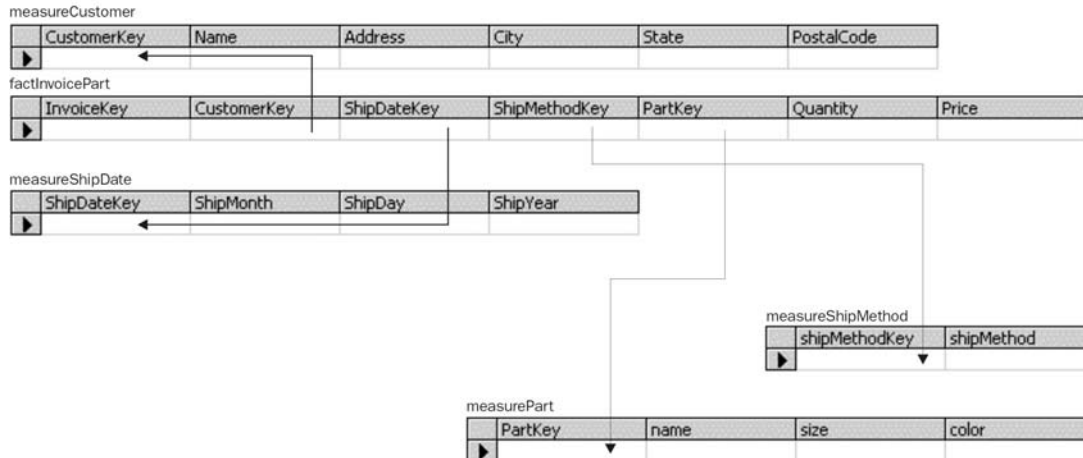 measureCustomer
CustomerKey Name Address City State PostalCode
factInvoicePart
InvoiceKey CustomerKey ShipDateKey ShipMethodKey PartKey Quantity Price
measureShipDate
ShipDateKey ShipMonth ShipDay ShipYear
measureShipMethod
shipMethodKey shipMethod
measurePart
PartKey name size color